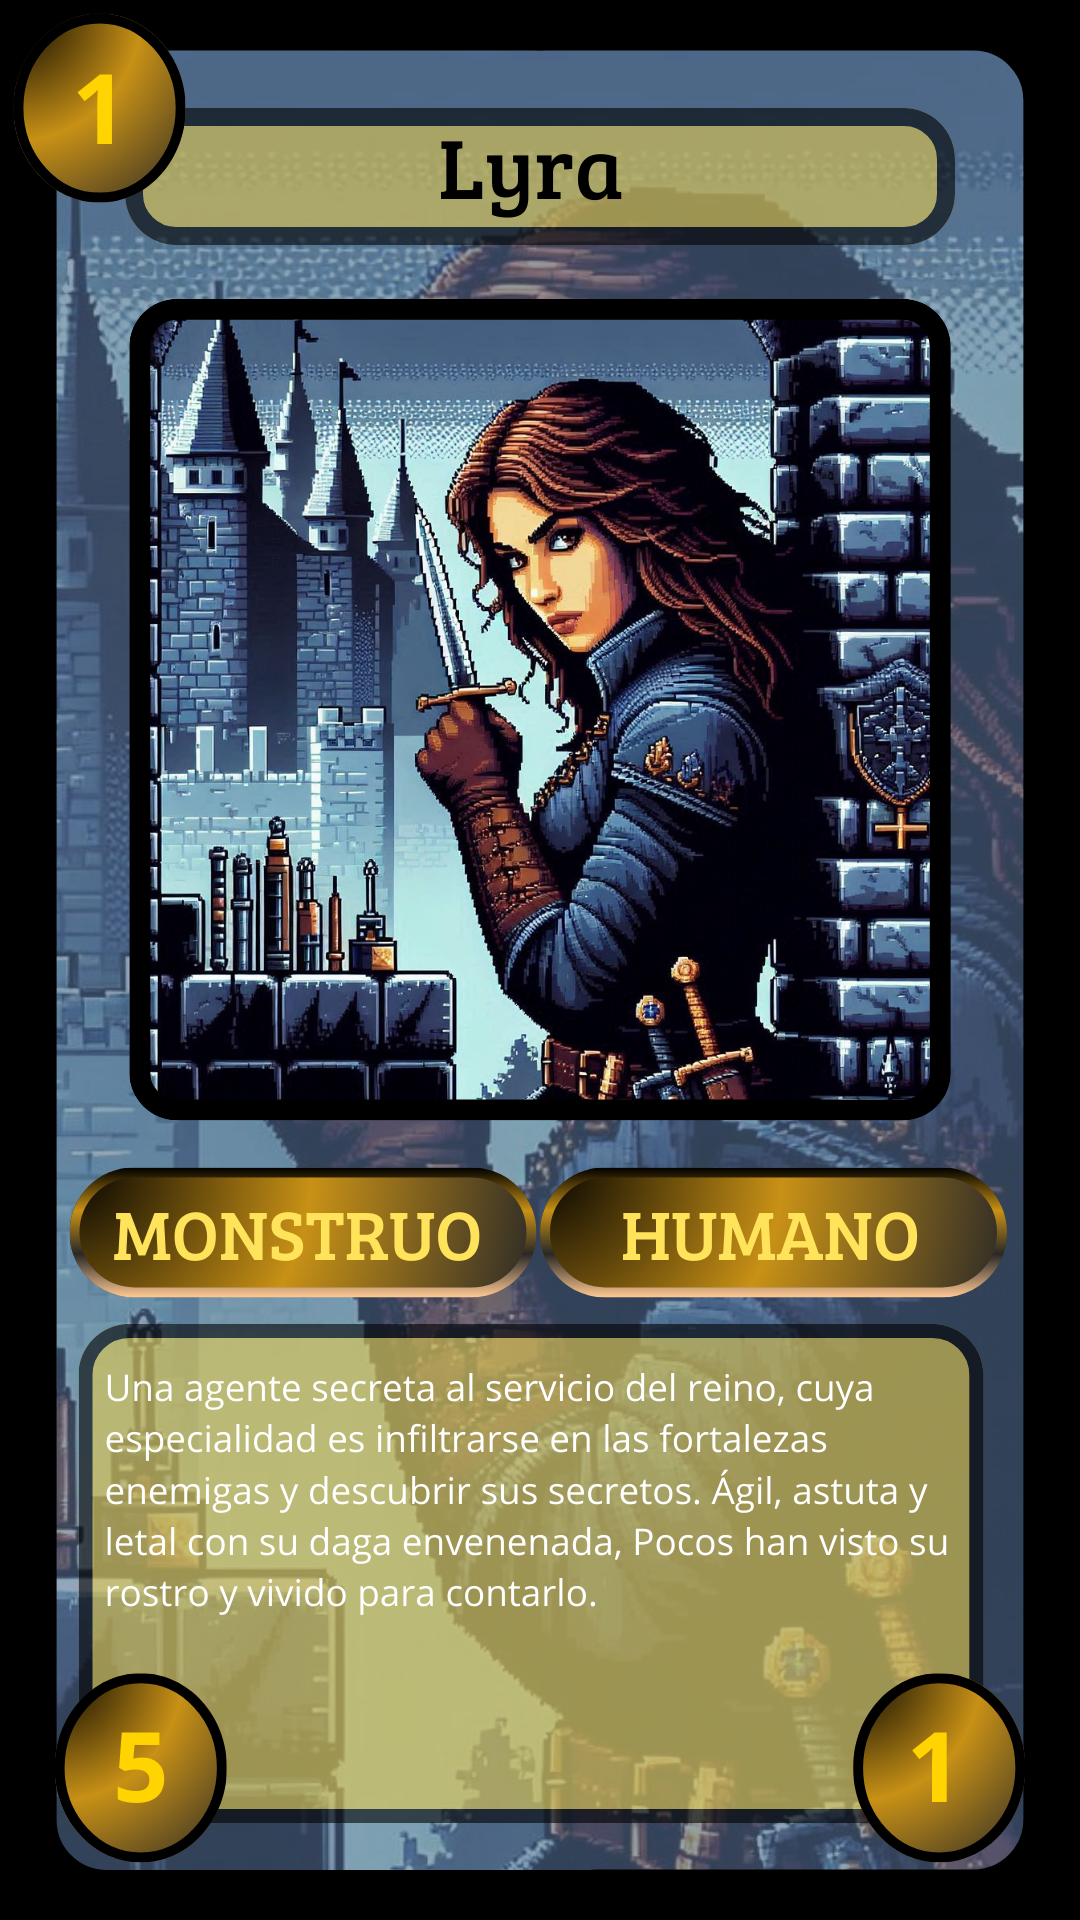 1
Lyra
MONSTRUO HUMANO
Una agente secreta al servicio del reino, cuya
especialidad es infiltrarse en las fortalezas
enemigas y descubrir sus secretos. Ágil, astuta y
letal con su daga envenenada, Pocos han visto su
rostro y vivido para contarlo.
5 1